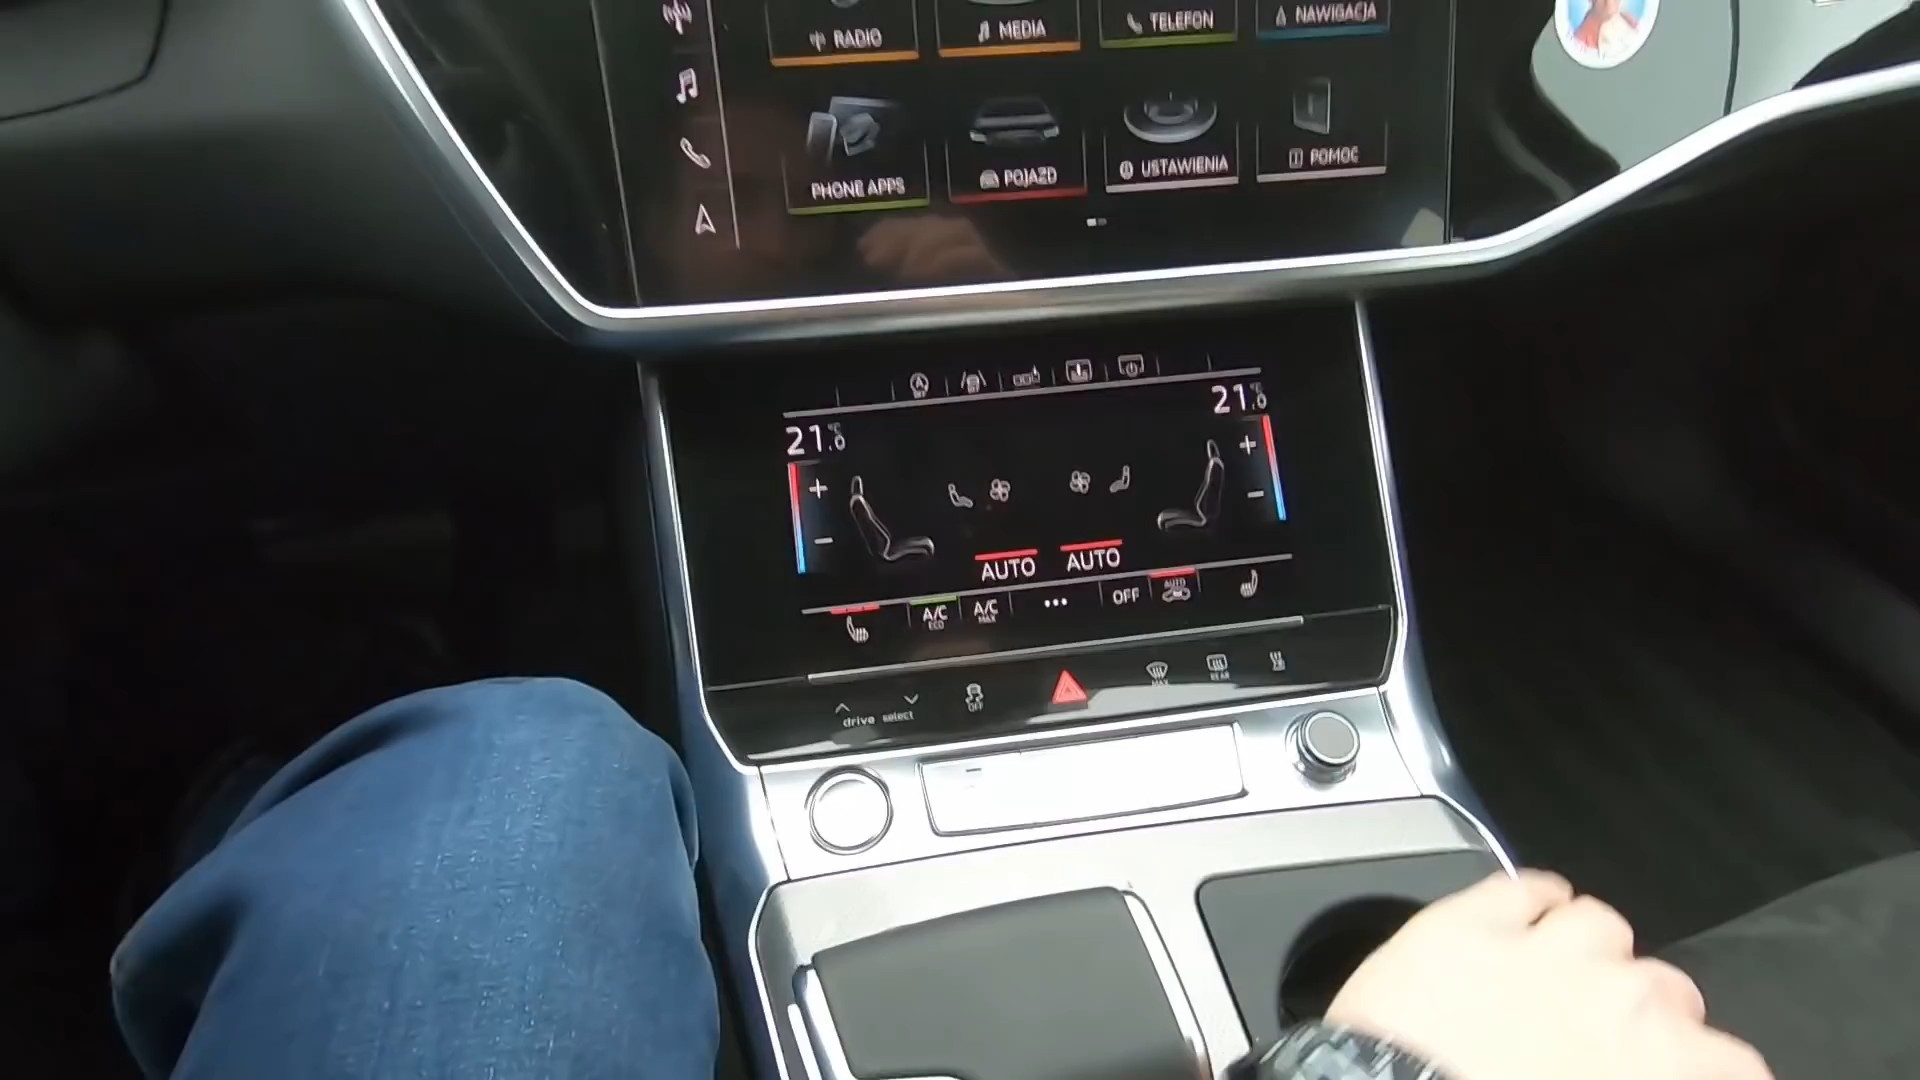 RADIO
MEDIA
TELEFON
NAWIGACJA
PHONE APPS
POJAZD
USTAWIENIA
POMOC
21.0 °C
21.0 °C
+
+
−
−
AUTO
AUTO
A/C ECO
A/C MAX
...
OFF
AUTO
drive select
OFF
MAX
REAR